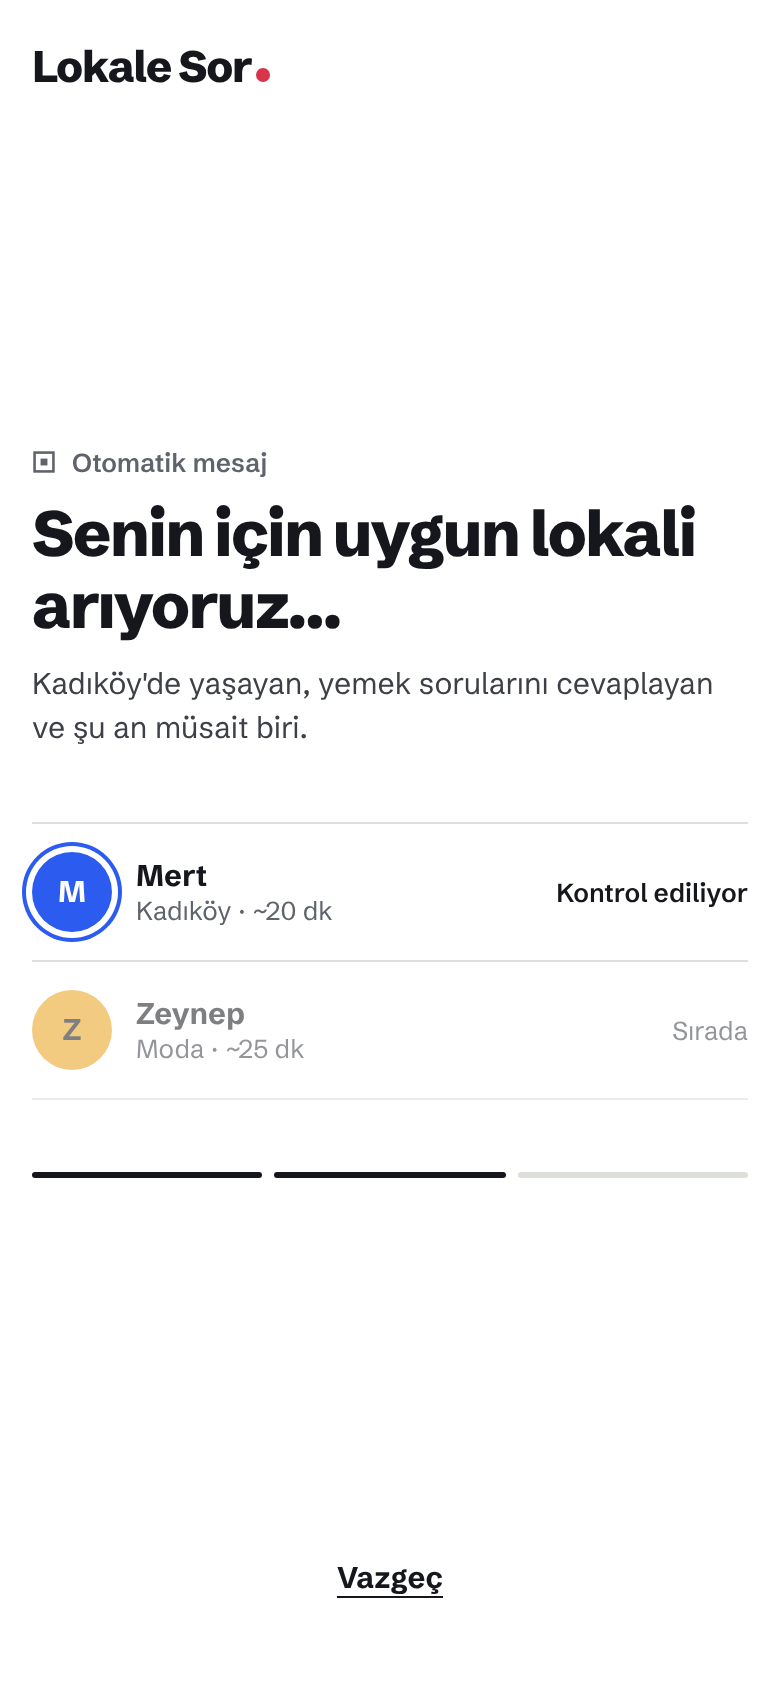 Lokale Sor.
Otomatik mesaj
Senin için uygun lokali
arıyoruz...
Kadıköy'de yaşayan, yemek sorularını cevaplayan
ve şu an müsait biri.
M
Mert
Kadıköy · ~20 dk
Kontrol ediliyor
Z
Zeynep
Moda · ~25 dk
Sırada
Vazgeç